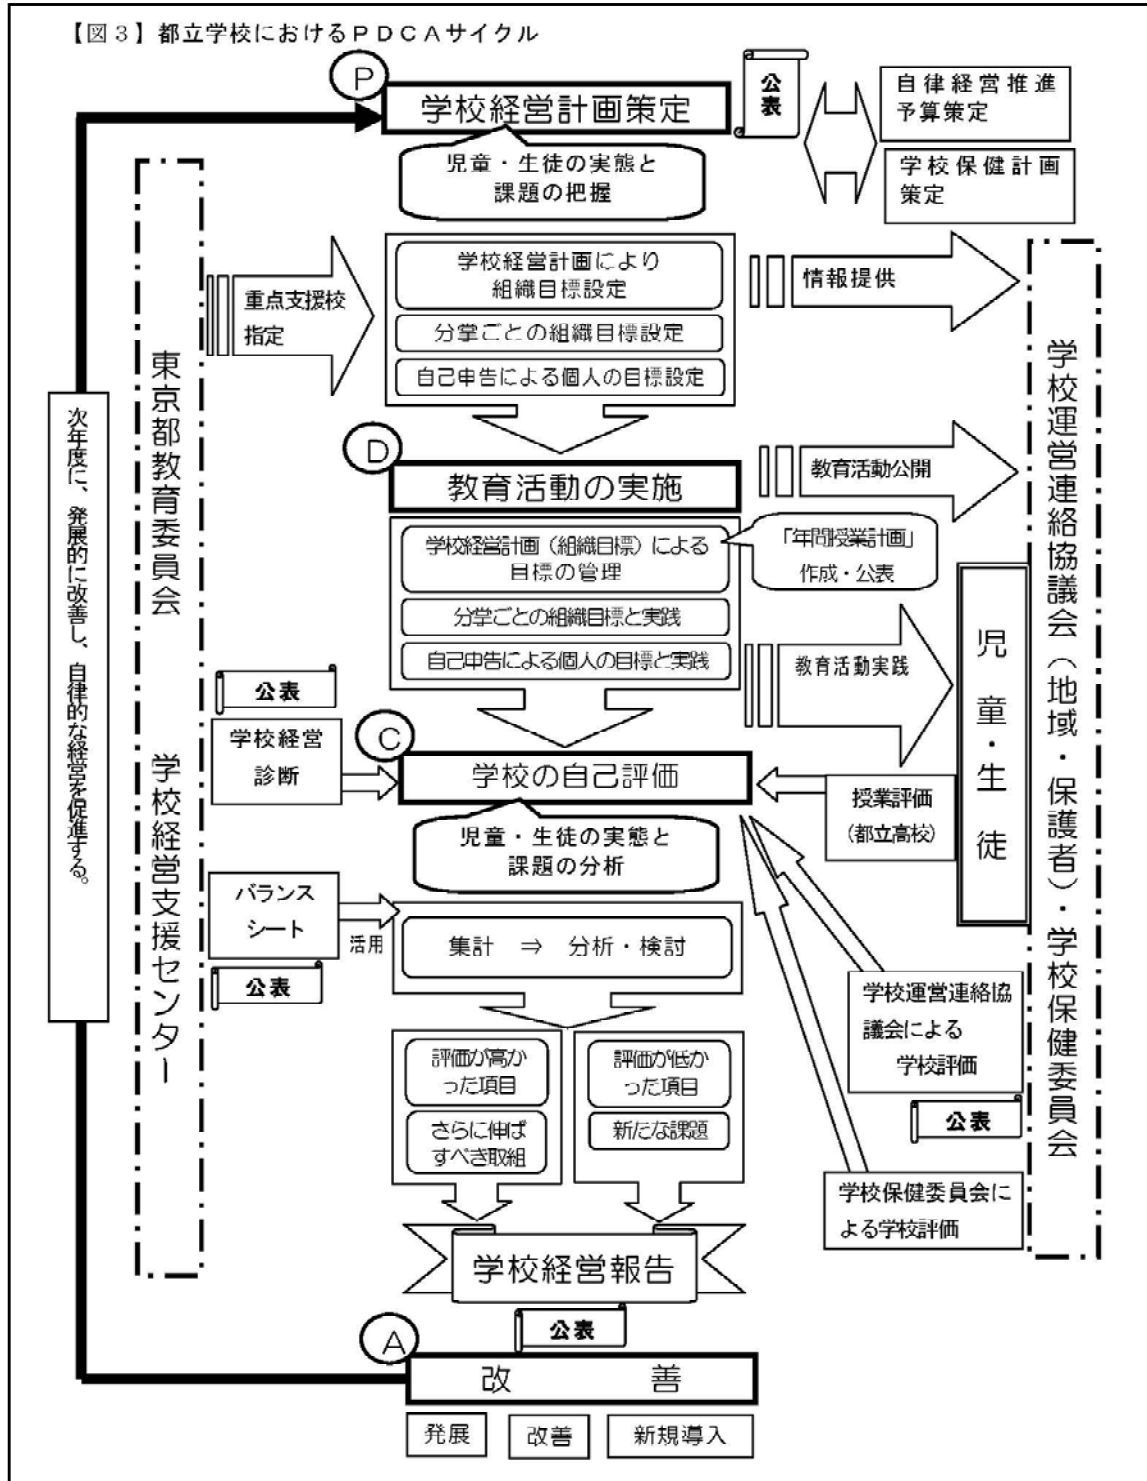 【図3】都立学校におけるPDCAサイクル
P
学校経営計画策定
公表
自律経営推進
予算策定
学校保健計画
策定
児童・生徒の実態と
課題の把握
重点支援校
指定
学校経営計画により
組織目標設定
分掌ごとの組織目標設定
自己申告による個人の目標設定
情報提供
D
教育活動の実施
教育活動公開
学校経営計画(組織目標)による
目標の管理
分掌ごとの組織目標と実践
自己申告による個人の目標と実践
「年間授業計画」
作成・公表
教育活動実践
児童・生徒
公表
学校経営
診断
C
学校の自己評価
授業評価
(都立高校)
児童・生徒の実態と
課題の分析
バランス
シート
活用
公表
集計 ⇒ 分析・検討
評価が高か
った項目
さらに伸ば
すべき取組
評価が低か
った項目
新たな課題
学校運営連絡協
議会による
学校評価
公表
学校保健委員会に
よる学校評価
学校経営報告
公表
A
改善
発展
改善
新規導入
次年度に、発展的に改善し、自律的な経営を促進する。
東京都教育委員会 学校経営支援センター
学校運営連絡協議会(地域・保護者)・学校保健委員会